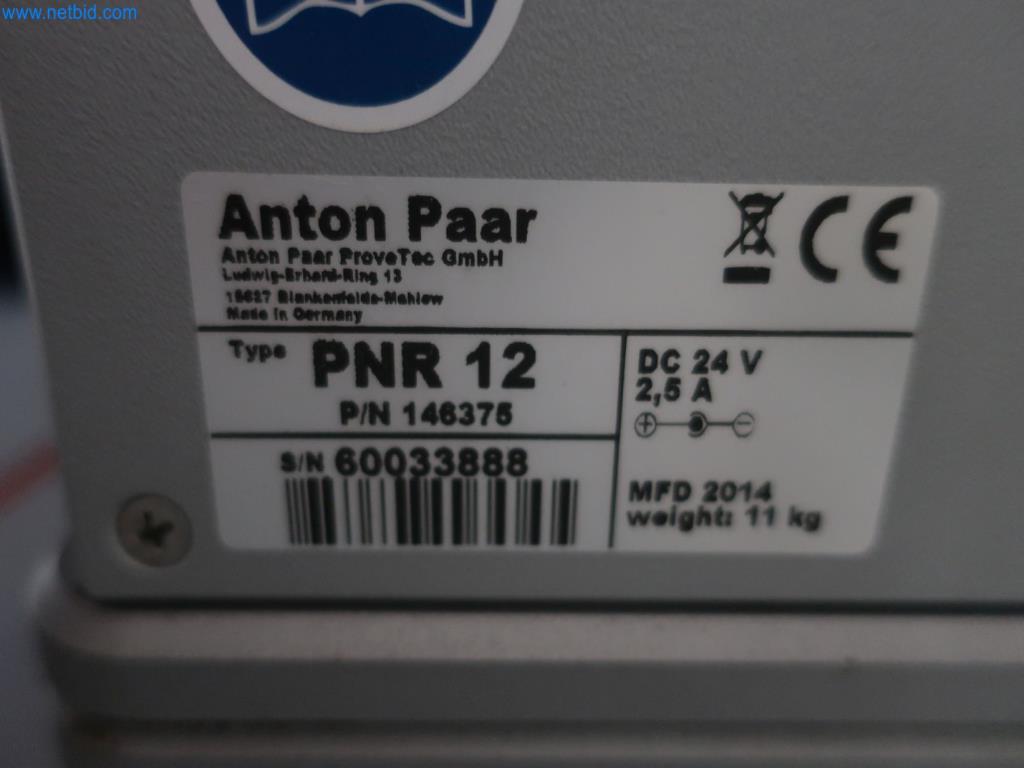 www.netbid.com
Anton Paar
Anton Paar ProveTec GmbH
Ludwig-Erhard-Ring 13
15827 Blankenfelde-Mahlow
Made in Germany
Type PNR 12
P/N 146375
S/N 60033888
DC 24 V
2,5 A
MFD 2014
weight: 11 kg
CE